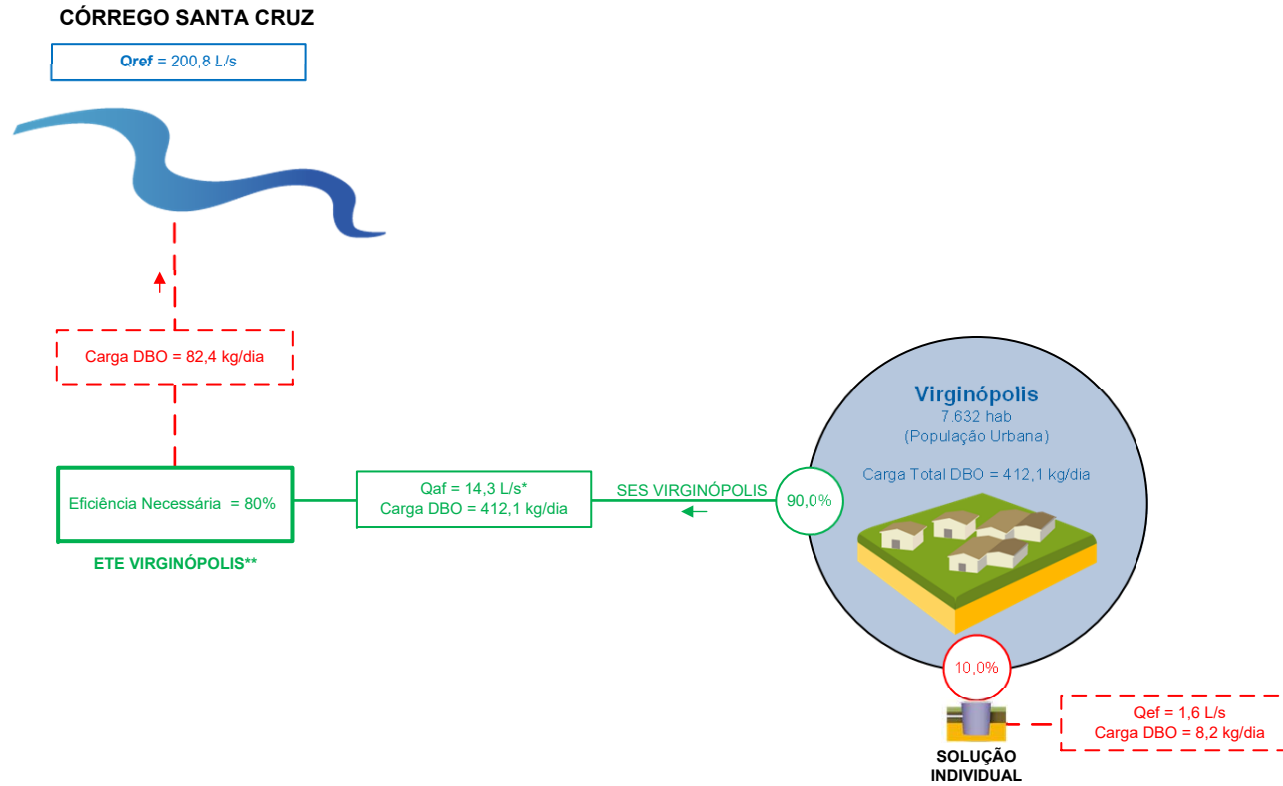 CÓRREGO SANTA CRUZ
Qref = 200,8 L/s
Carga DBO = 82,4 kg/dia
Eficiência Necessária = 80%
ETE VIRGINÓPOLIS**
Qaf = 14,3 L/s*
Carga DBO = 412,1 kg/dia
SES VIRGINÓPOLIS
90,0%
Virginópolis
7.632 hab
(População Urbana)
Carga Total DBO = 412,1 kg/dia
10,0%
SOLUÇÃO
INDIVIDUAL
Qef = 1,6 L/s
Carga DBO = 8,2 kg/dia